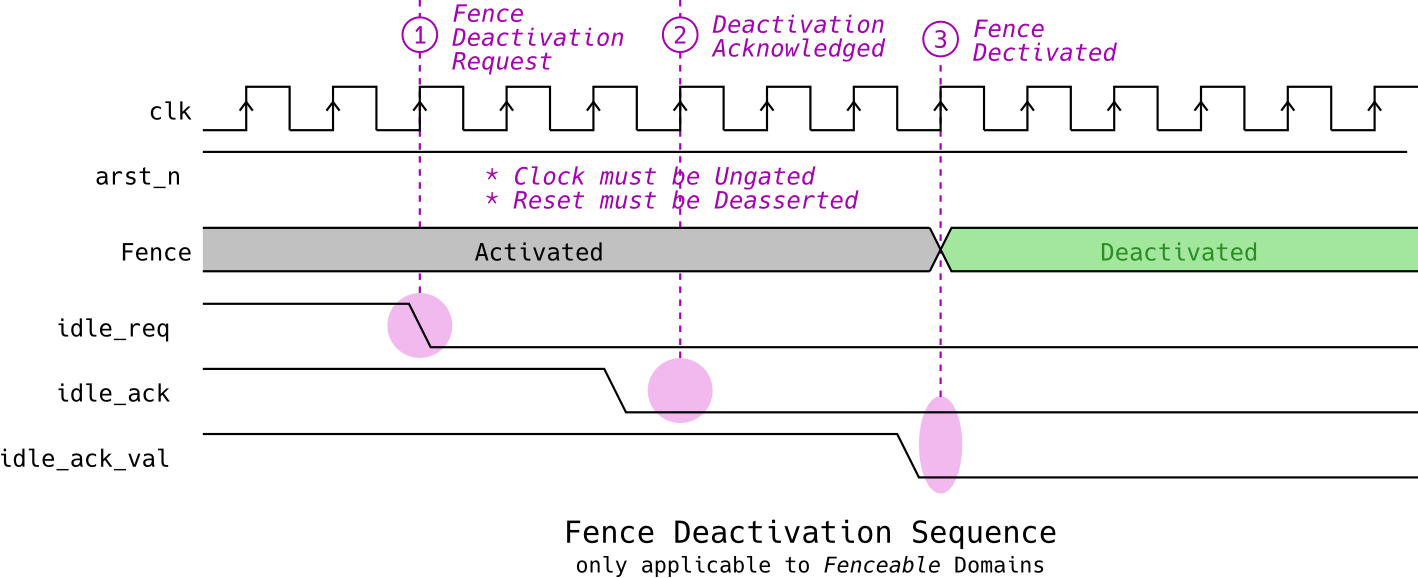 1 Fence
Deactivation
Request
2 Deactivation
Acknowledged
3 Fence
Dectivated
clk
arst_n
* Clock must be Ungated
* Reset must be Deasserted
Fence Activated Deactivated
idle_req
idle_ack
idle_ack_val
Fence Deactivation Sequence
only applicable to Fenceable Domains